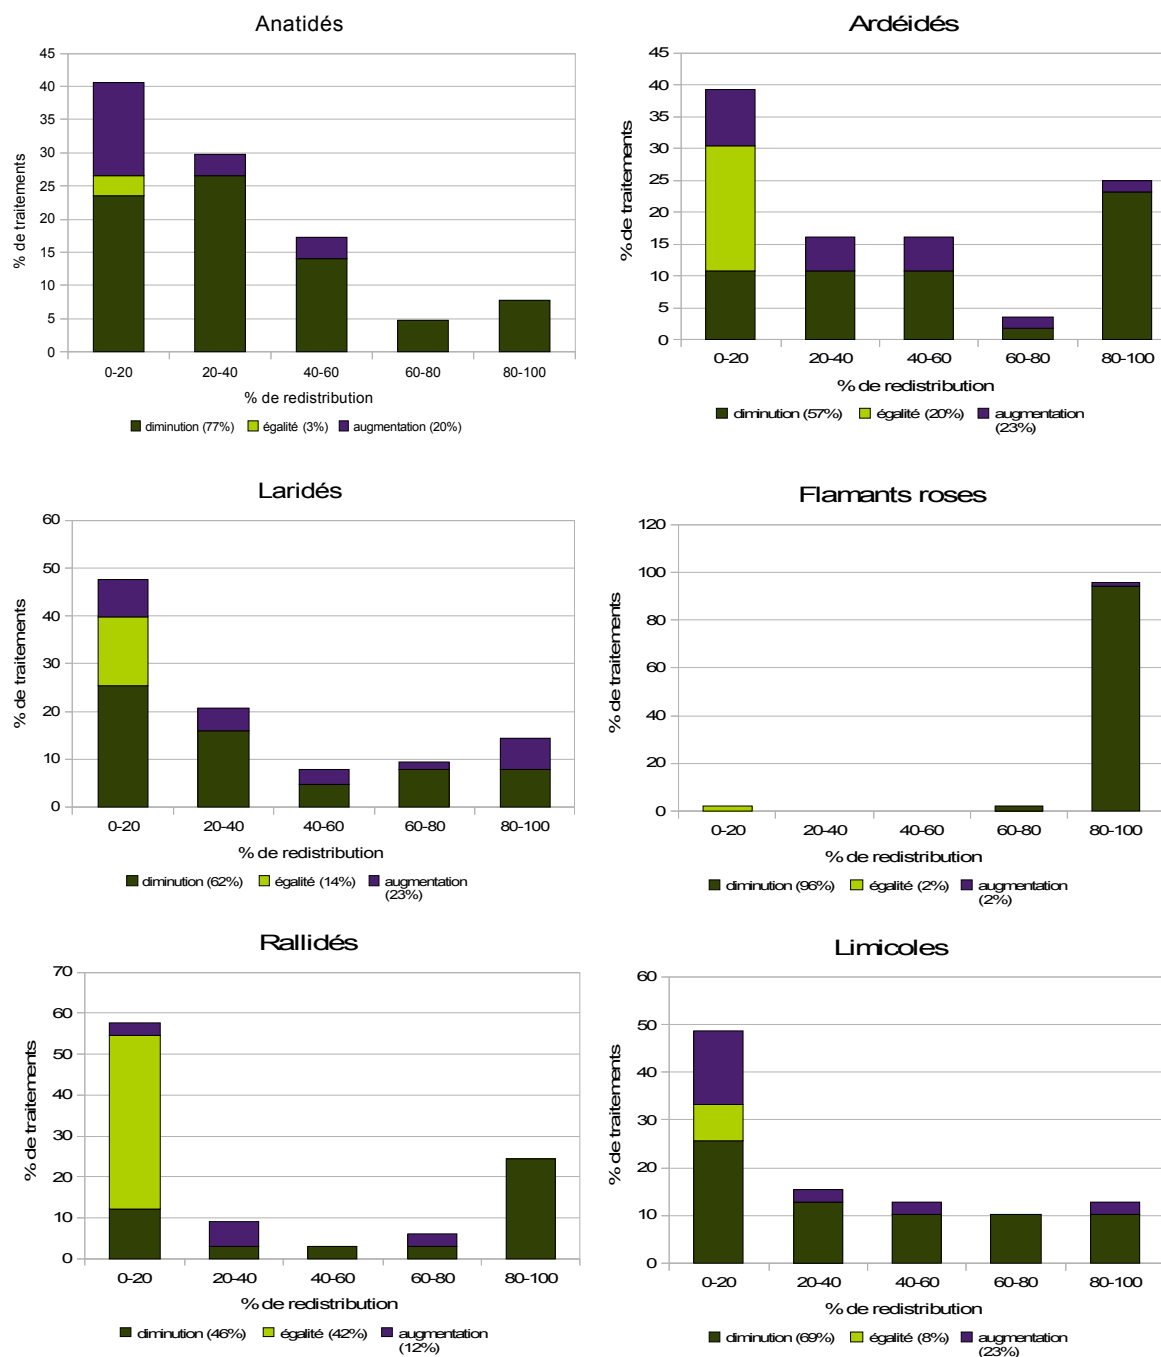 Anatidés
45
40
35
30
25
20
15
10
5
0
% de traitements
0-20 20-40 40-60 60-80 80-100
% de redistribution
diminution (77%) égalité (3%) augmentation (20%)
Ardéidés
45
40
35
30
25
20
15
10
5
0
% de traitements
0-20 20-40 40-60 60-80 80-100
% de redistribution
diminution (57%) égalité (20%) augmentation
(23%)
Laridés
60
50
40
30
20
10
0
% de traitements
0-20 20-40 40-60 60-80 80-100
% de redistribution
diminution (62%) égalité (14%) augmentation
(23%)
Flamants roses
120
100
80
60
40
20
0
% de traitements
0-20 20-40 40-60 60-80 80-100
% de redistribution
diminution (96%) égalité (2%) augmentation
(2%)
Rallidés
70
60
50
40
30
20
10
0
% de traitements
0-20 20-40 40-60 60-80 80-100
% de redistribution
diminution (46%) égalité (42%) augmentation
(12%)
Limicoles
60
50
40
30
20
10
0
% de traitements
0-20 20-40 40-60 60-80 80-100
% de redistribution
diminution (69%) égalité (8%) augmentation
(23%)